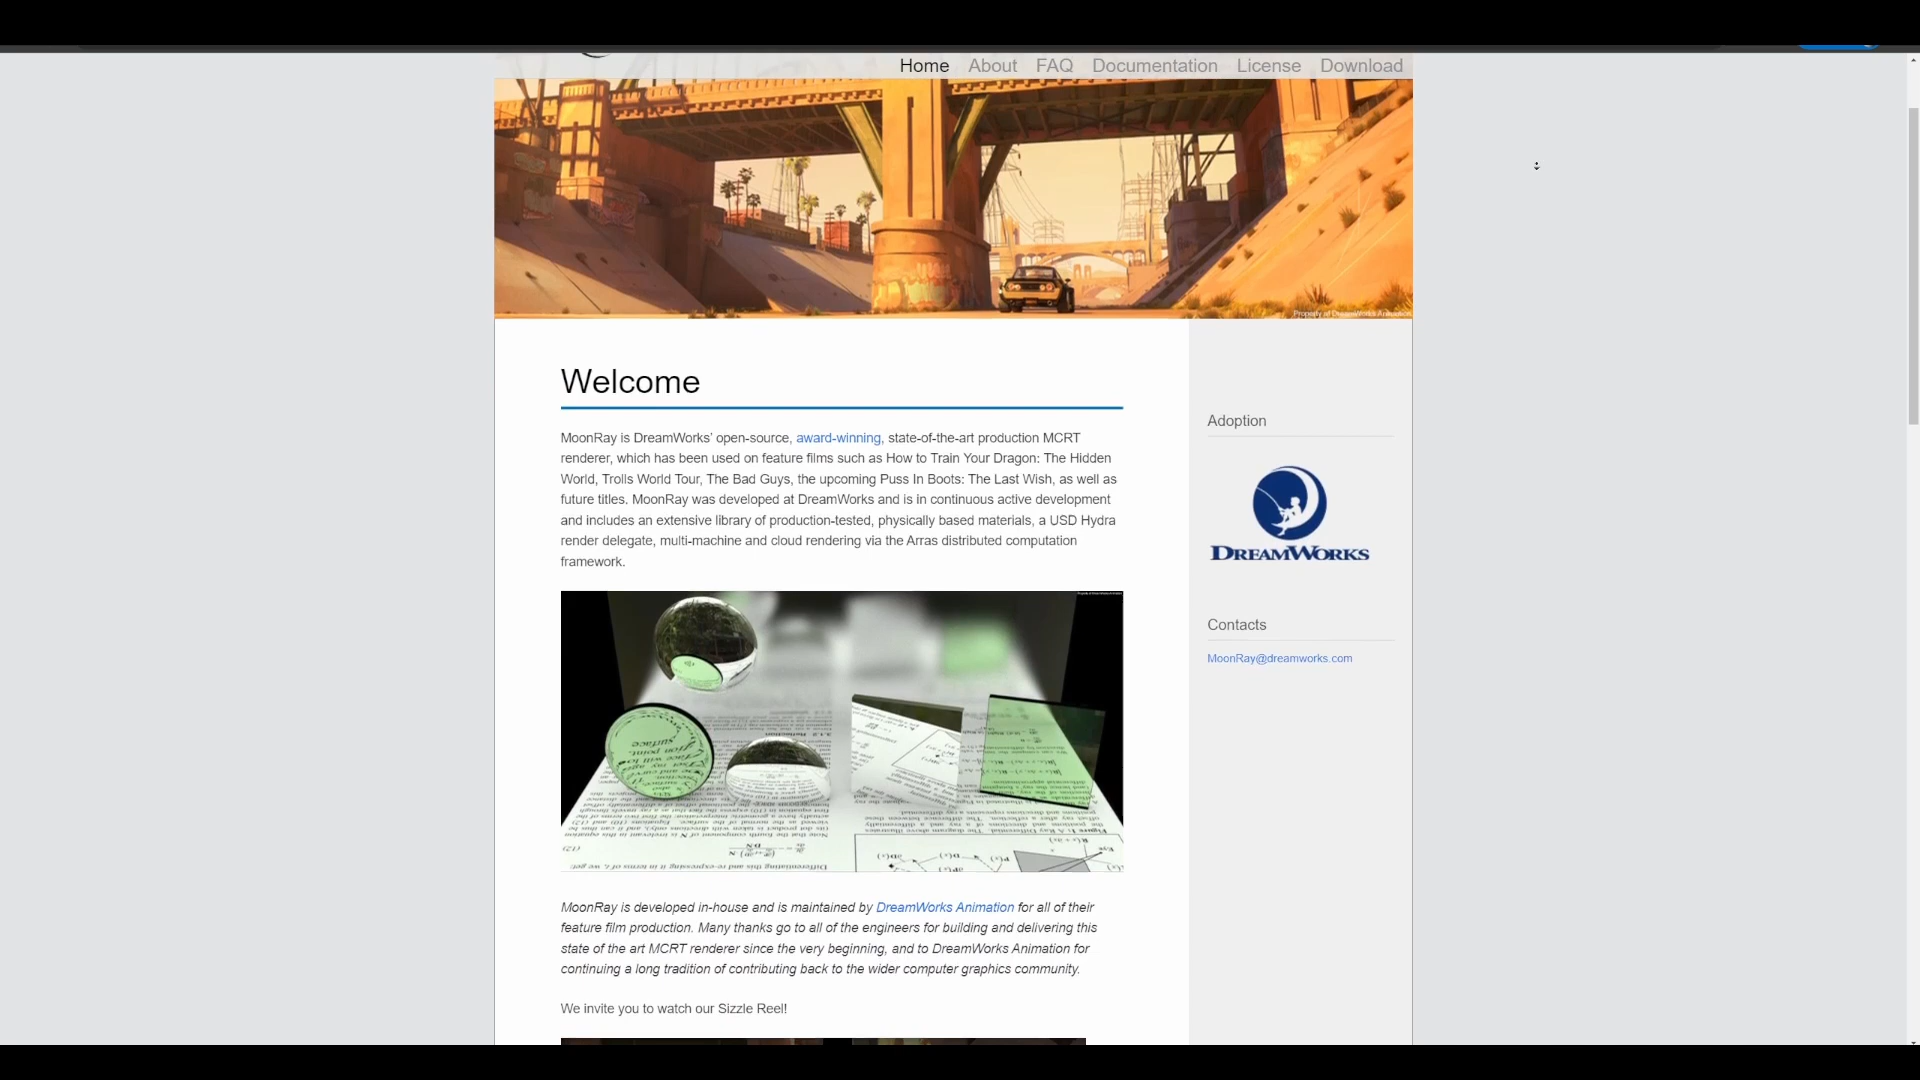 Home About FAQ Documentation License Download
Property of DreamWorks Animation
Welcome
MoonRay is DreamWorks’ open-source, award-winning, state-of-the-art production MCRT
renderer, which has been used on feature films such as How to Train Your Dragon: The Hidden
World, Trolls World Tour, The Bad Guys, the upcoming Puss In Boots: The Last Wish, as well as
future titles. MoonRay was developed at DreamWorks and is in continuous active development
and includes an extensive library of production-tested, physically based materials, a USD Hydra
render delegate, multi-machine and cloud rendering via the Arras distributed computation
framework.
MoonRay is developed in-house and is maintained by DreamWorks Animation for all of their
feature film production. Many thanks go to all of the engineers for building and delivering this
state of the art MCRT renderer since the very beginning, and to DreamWorks Animation for
continuing a long tradition of contributing back to the wider computer graphics community.
We invite you to watch our Sizzle Reel!
Adoption
DREAMWORKS
Contacts
MoonRay@dreamworks.com